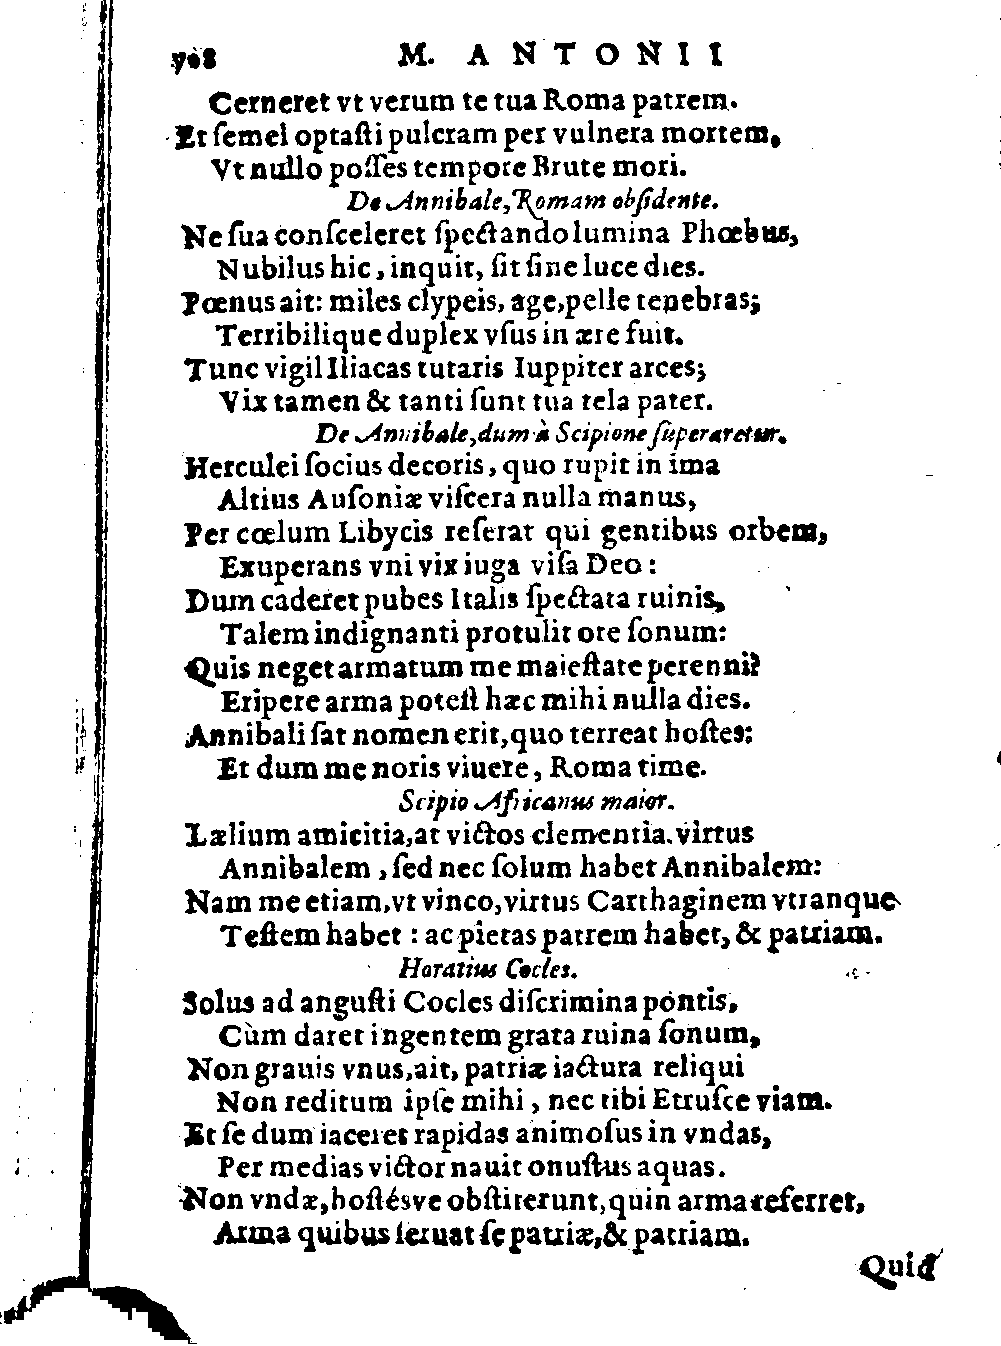 708 M. ANTONII
Cerneret vt verum te tua Roma patrem.
Et ſemel optaſti pulcram per vulnera mortem,
Vt nullo poſſes tempore Brute mori.
De Annibale, Romam obſidente.
Ne ſua conſceleret ſpectando lumina Phœbus,
Nubilus hic, inquit, ſit ſine luce dies.
Pœnus ait: miles clypeis, age, pelle tenebras;
Terribilique duplex vſus in ære fuit.
Tunc vigil Iliacas tutaris Iuppiter arces;
Vix tamen & tanti ſunt tua tela pater.
De Annibale, dum à Scipione ſuperaretur.
Herculei ſocius decoris, quo rupit in ima
Altius Auſoniæ viſcera nulla manus,
Per cœlum Libycis reſerat qui gentibus orbem,
Exuperans vni vix iuga viſa Deo:
Dum caderet pubes Italis ſpectata ruinis,
Talem indignanti protulit ore ſonum:
Quis neget armatum me maieſtate perenni?
Eripere arma poteſt hæc mihi nulla dies.
Annibali ſat nomen erit, quo terreat hoſtes:
Et dum me noris viuere, Roma time.
Scipio Africanus maior.
Lælium amicitia, at victos clementia. virtus
Annibalem, ſed nec ſolum habet Annibalem:
Nam me etiam, vt vinco, virtus Carthaginem vtranque
Teſtem habet: ac pietas patrem habet, & patriam.
Horatius Cocles.
Solus ad anguſti Cocles diſcrimina pontis,
Cùm daret ingentem grata ruina ſonum,
Non grauis vnus, ait, patriæ iactura reliqui
Non reditum ipſe mihi, nec tibi Etruſce viam.
Et ſe dum iaceret rapidas animoſus in vndas,
Per medias victor nauit onuſtus aquas.
Non vndæ, hoſtésve obſtiterunt, quin arma referret,
Arma quibus ſeruat ſe patriæ, & patriam.
Quid